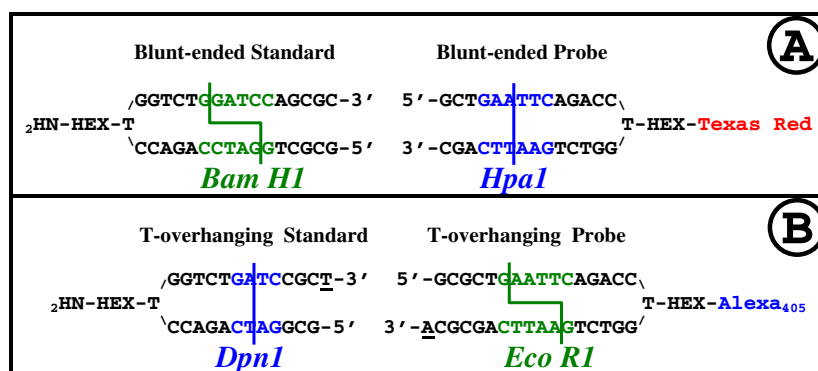 Blunt-ended Standard Blunt-ended Probe A
GGTCTGGATCCAGCGC-3’ 5’-GCTGAATTCAGACC
₂HN-HEX-T T-HEX-Texas Red
CCAGACCTAGGTCGCG-5’ 3’-CGACTTAAGTCTGG
Bam H1 Hpa1
T-overhanging Standard T-overhanging Probe B
GGTCTGATCCGCT-3’ 5’-GCGCTGAATTCAGACC
₂HN-HEX-T T-HEX-Alexa₄₀₅
CCAGACTAGGCG-5’ 3’-ACGCGACTTAAGTCTGG
Dpn1 Eco R1